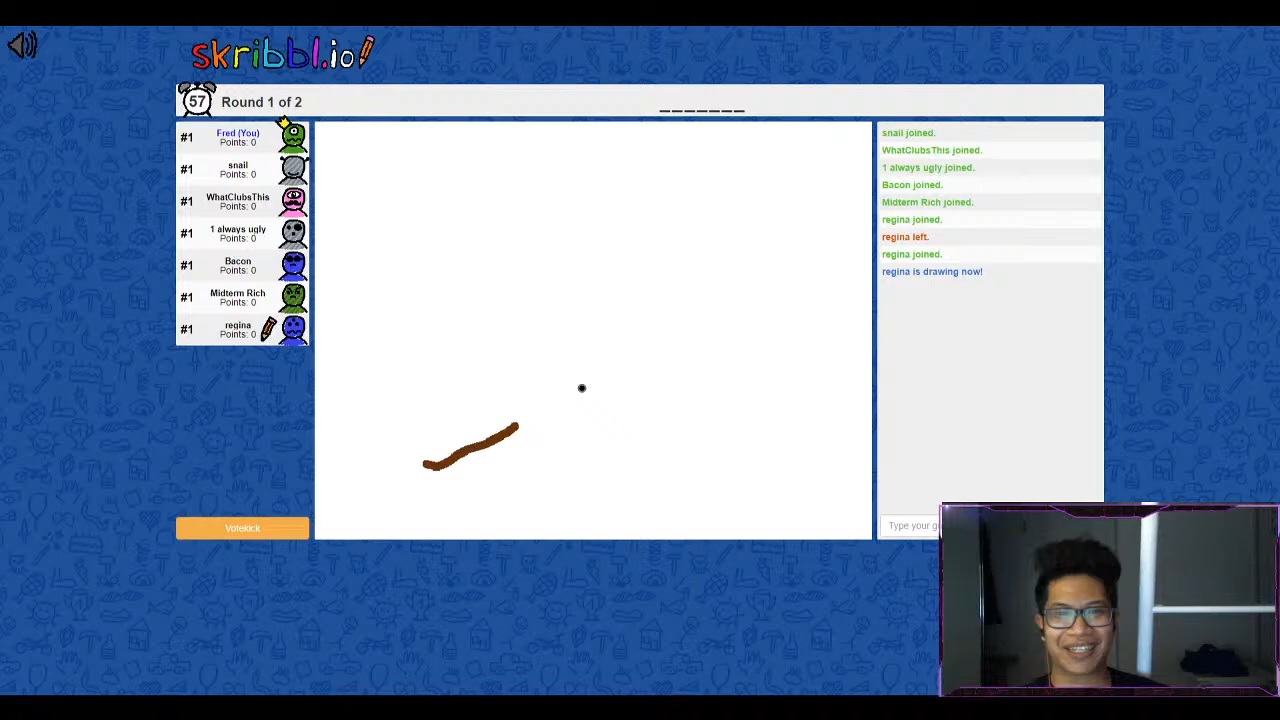 skribbl.io
57
Round 1 of 2
_______
#1 Fred (You)
Points: 0
#1 snail
Points: 0
#1 WhatClubsThis
Points: 0
#1 1 always ugly
Points: 0
#1 Bacon
Points: 0
#1 Midterm Rich
Points: 0
#1 regina
Points: 0
Votekick
snail joined.
WhatClubsThis joined.
1 always ugly joined.
Bacon joined.
Midterm Rich joined.
regina joined.
regina left.
regina joined.
regina is drawing now!
Type your